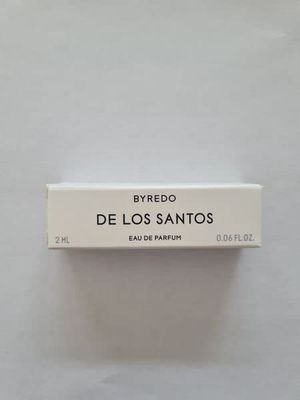 BYREDO
DE LOS SANTOS
2 ML EAU DE PARFUM 0.06 FL.OZ.